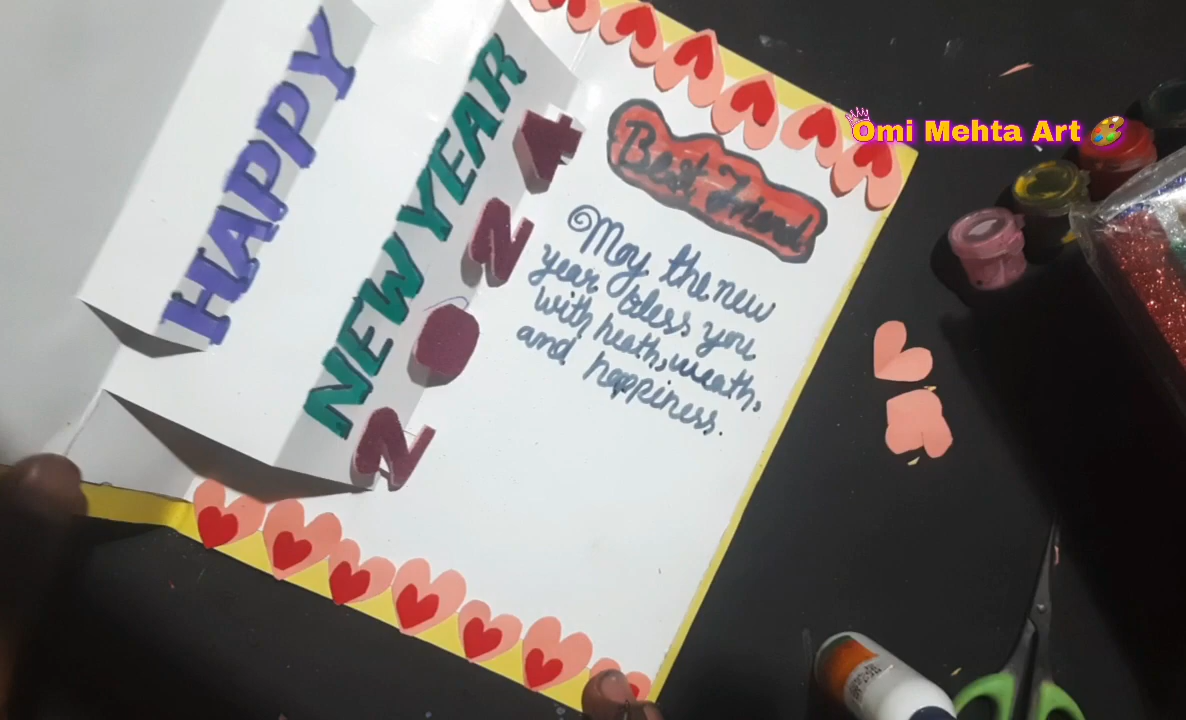 HAPPY
NEW YEAR
2024
Best Friend
May the new
year bless you
with heath, weath,
and happiness.
Omi Mehta Art 🎨